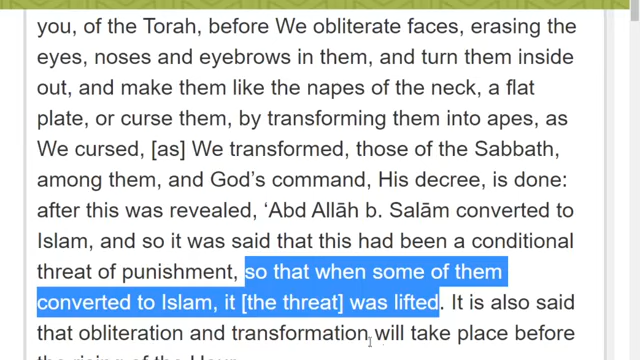 you, of the Torah, before We obliterate faces, erasing the
eyes, noses and eyebrows in them, and turn them inside
out, and make them like the napes of the neck, a flat
plate, or curse them, by transforming them into apes, as
We cursed, [as] We transformed, those of the Sabbath,
among them, and God’s command, His decree, is done:
after this was revealed, ‘Abd Allāh b. Salām converted to
Islam, and so it was said that this had been a conditional
threat of punishment, so that when some of them
converted to Islam, it [the threat] was lifted. It is also said
that obliteration and transformation will take place before
the rising of the Hour.